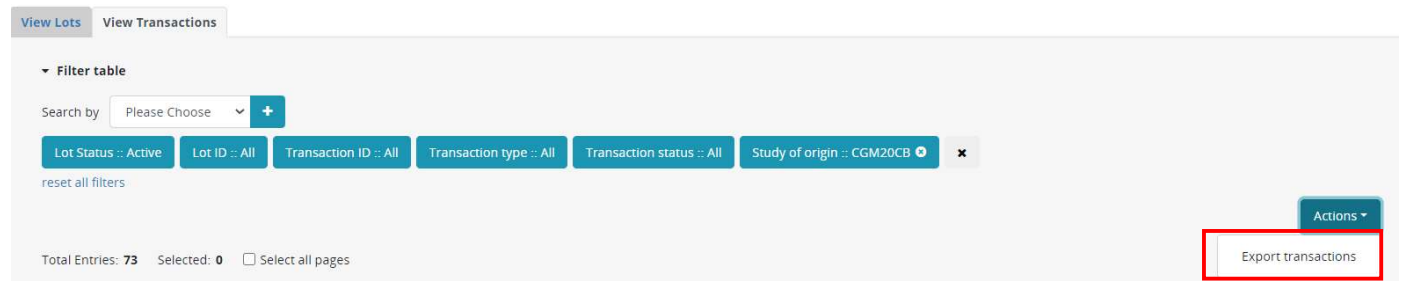 View Lots View Transactions
Filter table
Search by Please Choose +
Lot Status :: Active Lot ID :: All Transaction ID :: All Transaction type :: All Transaction status :: All Study of origin :: CGM20CB
reset all filters
Actions
Total Entries: 73 Selected: 0 Select all pages Export transactions